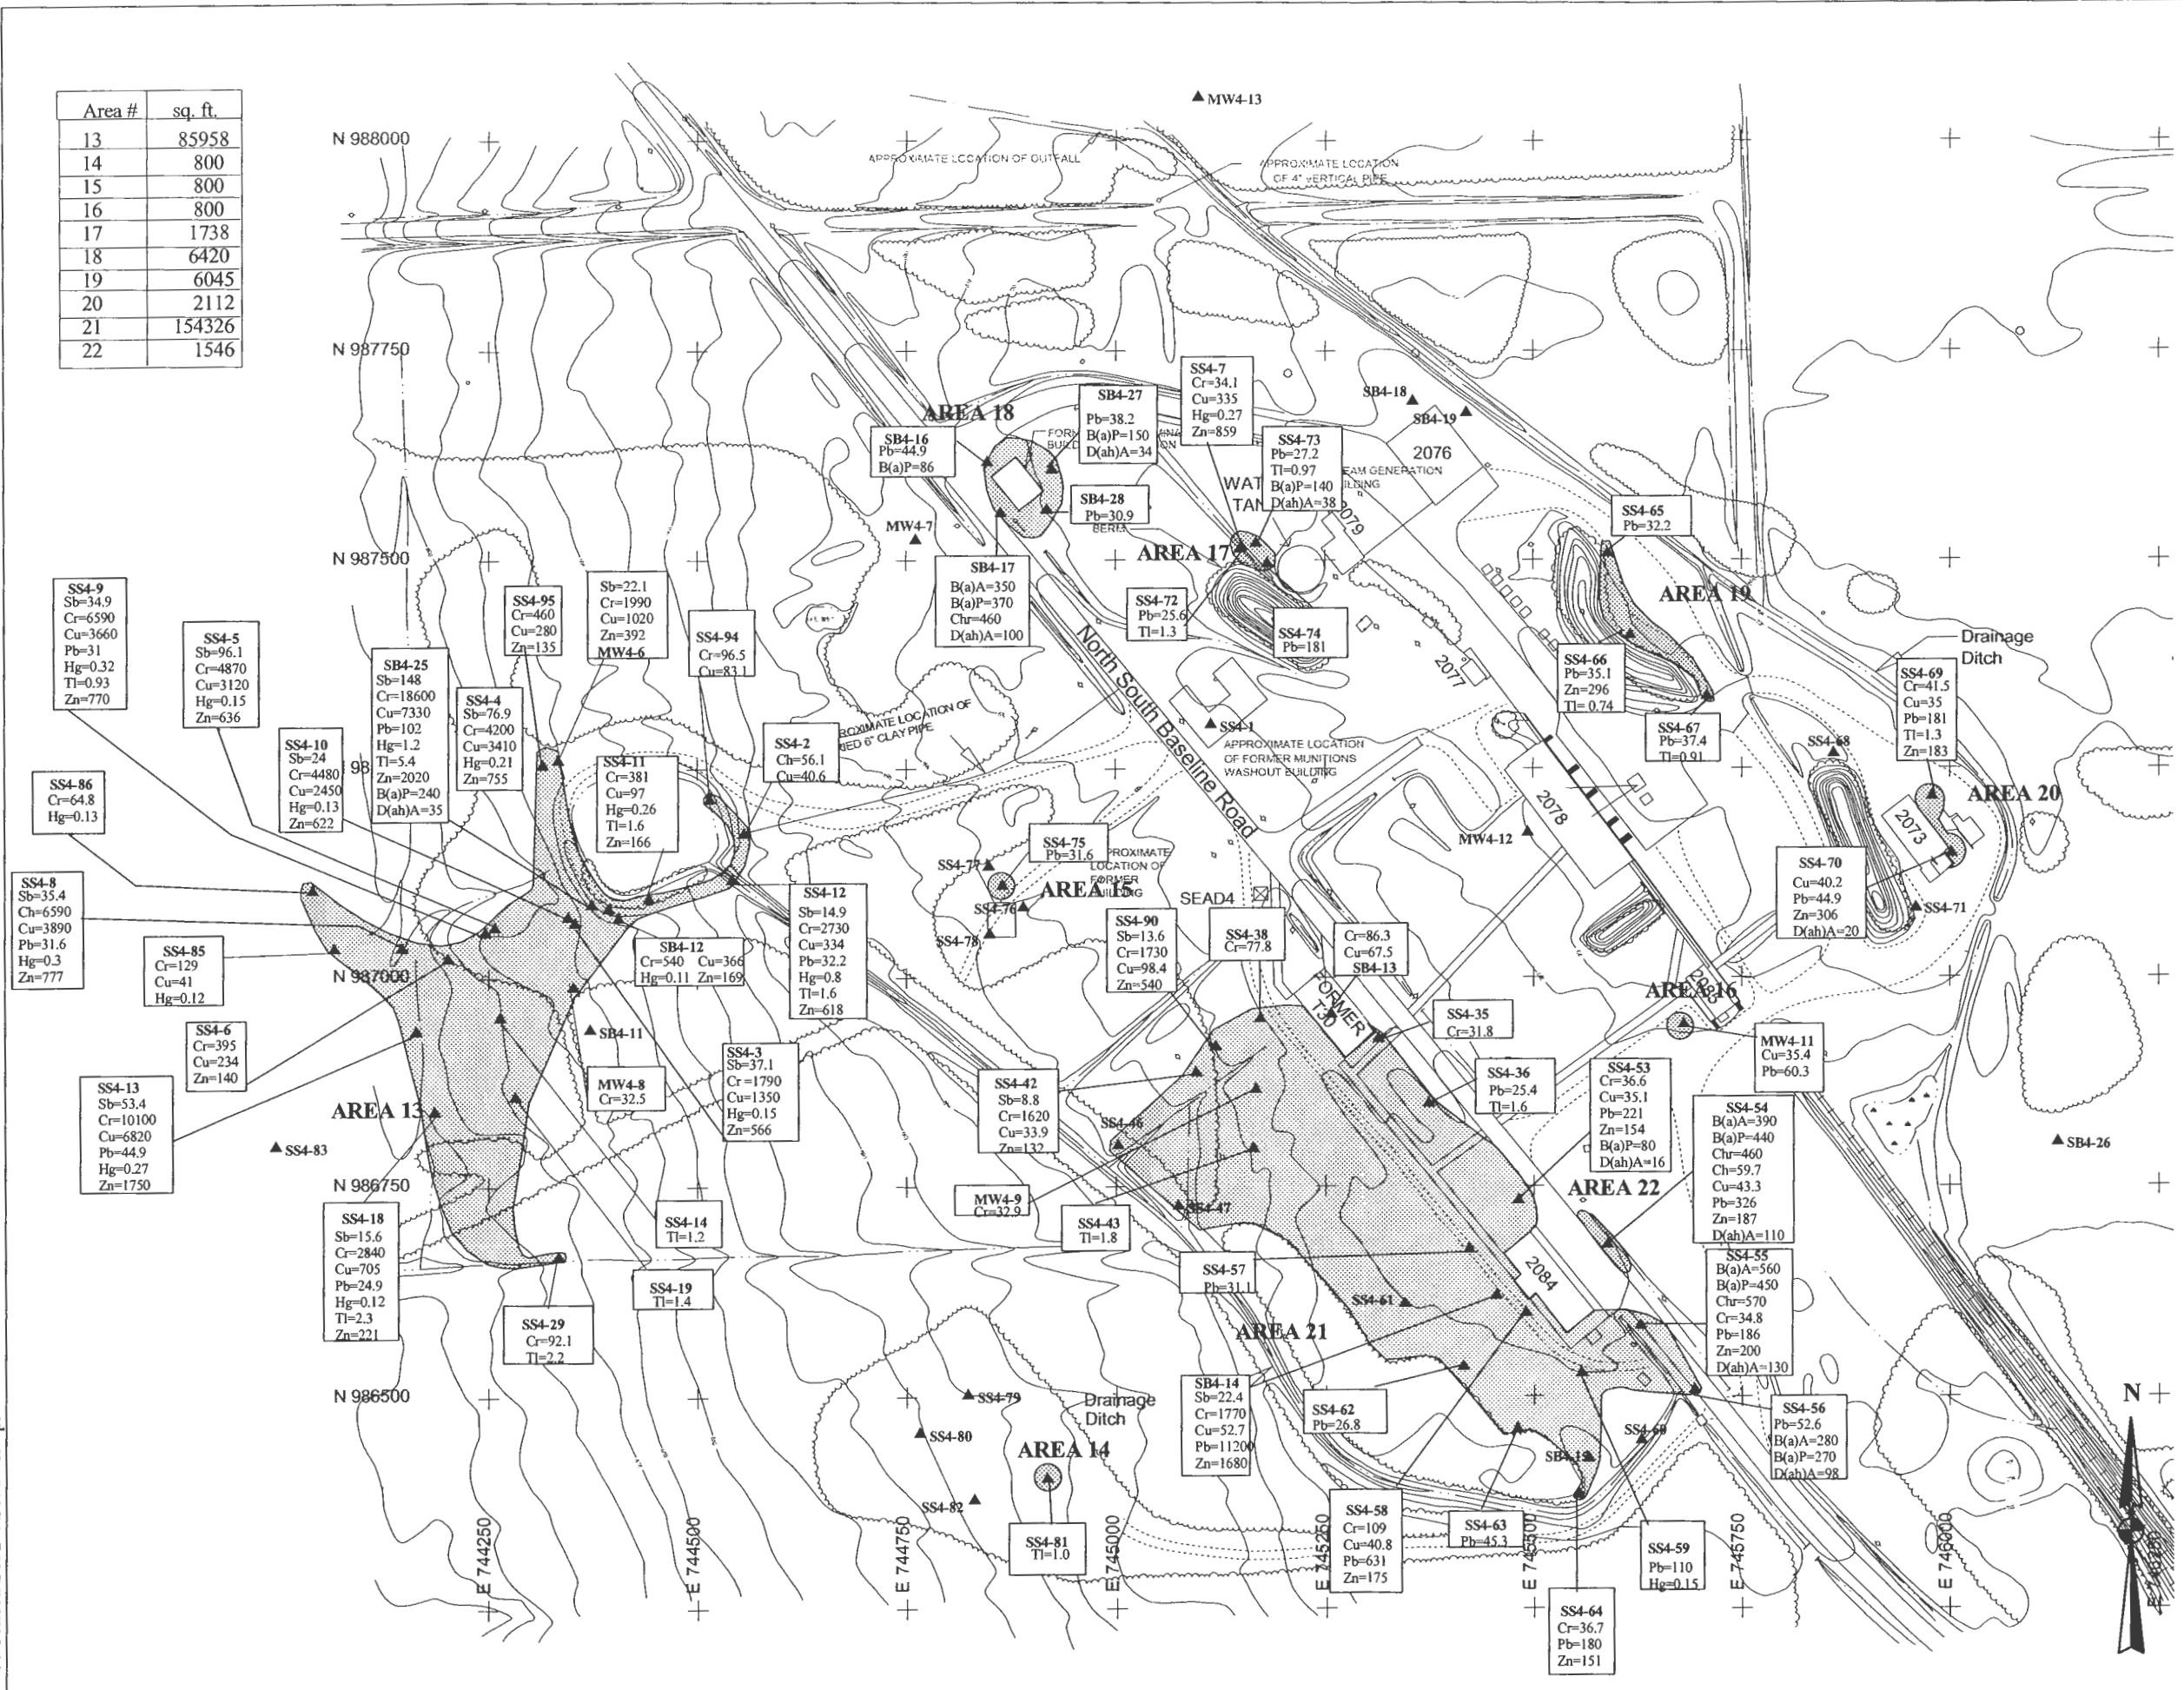 Area # sq. ft.
13 85958
14 800
15 800
16 800
17 1738
18 6420
19 6045
20 2112
21 154326
22 1546
MW4-13
N 988000
APPROXIMATE LOCATION OF OUTFALL
APPROXIMATE LOCATION
OF 4" VERTICAL PIPE
N 987750
AREA 18
SB4-16
Pb=44.9
B(a)P=86
SB4-27
Pb=38.2
B(a)P=150
D(ah)A=34
SS4-7
Cr=34.1
Cu=335
Hg=0.27
Zn=859
SS4-73
Pb=27.2
Tl=0.97
B(a)P=140
D(ah)A=38
SB4-18
SB4-19
2076
EAM GENERATION
ILDING
WAT
TAN
2079
SB4-28
Pb=30.9
BERM
MW4-7
AREA 17
SS4-65
Pb=32.2
N 987500
SB4-17
B(a)A=350
B(a)P=370
Chr=460
D(ah)A=100
SS4-72
Pb=25.6
Tl=1.3
SS4-74
Pb=181
AREA 19
SS4-66
Pb=35.1
Zn=296
Tl= 0.74
SS4-67
Pb=37.4
Tl=0.91
Drainage
Ditch
SS4-69
Cr=41.5
Cu=35
Pb=181
Tl=1.3
Zn=183
SS4-9
Sb=34.9
Cr=6590
Cu=3660
Pb=31
Hg=0.32
Tl=0.93
Zn=770
SS4-5
Sb=96.1
Cr=4870
Cu=3120
Hg=0.15
Zn=636
SB4-25
Sb=148
Cr=18600
Cu=7330
Pb=102
Hg=1.2
Tl=5.4
Zn=2020
B(a)P=240
D(ah)A=35
SS4-95
Cr=460
Cu=280
Zn=135
Sb=22.1
Cr=1990
Cu=1020
Zn=392
MW4-6
SS4-94
Cr=96.5
Cu=83.1
SS4-4
Sb=76.9
Cr=4200
Cu=3410
Hg=0.21
Zn=755
SS4-10
Sb=24
Cr=4480
Cu=2450
Hg=0.13
Zn=622
98
SS4-11
Cr=381
Cu=97
Hg=0.26
Tl=1.6
Zn=166
SS4-2
Ch=56.1
Cu=40.6
ROXIMATE LOCATION OF
IED 6" CLAY PIPE
North South Baseline Road
SS4-1
APPROXIMATE LOCATION
OF FORMER MUNITIONS
WASHOUT BUILDING
2077
2078
MW4-12
SS4-68
AREA 20
2073
SS4-70
Cu=40.2
Pb=44.9
Zn=306
D(ah)A=20
SS4-71
SS4-86
Cr=64.8
Hg=0.13
SS4-8
Sb=35.4
Ch=6590
Cu=3890
Pb=31.6
Hg=0.3
Zn=777
SS4-75
Pb=31.6
SS4-77
AREA 15
PROXIMATE
LOCATION OF
FORMER
BUILDING
SS4-76
SS4-78
SEAD4
SS4-12
Sb=14.9
Cr=2730
Cu=334
Pb=32.2
Hg=0.8
Tl=1.6
Zn=618
SS4-90
Sb=13.6
Cr=1730
Cu=98.4
Zn=540
SS4-38
Cr=77.8
Cr=86.3
Cu=67.5
SB4-13
SS4-85
Cr=129
Cu=41
Hg=0.12
N 987000
SB4-12
Cr=540 Cu=366
Hg=0.11 Zn=169
FORMER
T30
AREA 16
2085
SS4-35
Cr=31.8
MW4-11
Cu=35.4
Pb=60.3
SS4-6
Cr=395
Cu=234
Zn=140
SB4-11
SS4-3
Sb=37.1
Cr =1790
Cu=1350
Hg=0.15
Zn=566
MW4-8
Cr=32.5
SS4-42
Sb=8.8
Cr=1620
Cu=33.9
Zn=132
SS4-36
Pb=25.4
Tl=1.6
SS4-53
Cr=36.6
Cu=35.1
Pb=221
Zn=154
B(a)P=80
D(ah)A=16
SS4-13
Sb=53.4
Cr=10100
Cu=6820
Pb=44.9
Hg=0.27
Zn=1750
AREA 13
SS4-46
SS4-54
B(a)A=390
B(a)P=440
Chr=460
Ch=59.7
Cu=43.3
Pb=326
Zn=187
D(ah)A=110
SB4-26
SS4-83
N 986750
AREA 22
MW4-9
Cr=32.9
SS4-47
SS4-43
Tl=1.8
SS4-18
Sb=15.6
Cr=2840
Cu=705
Pb=24.9
Hg=0.12
Tl=2.3
Zn=221
SS4-14
Tl=1.2
SS4-19
Tl=1.4
SS4-29
Cr=92.1
Tl=2.2
SS4-57
Pb=31.1
2084
SS4-55
B(a)A=560
B(a)P=450
Chr=570
Cr=34.8
Pb=186
Zn=200
D(ah)A=130
SS4-61
AREA 21
SB4-14
Sb=22.4
Cr=1770
Cu=52.7
Pb=11200
Zn=1680
SS4-62
Pb=26.8
N 986500
SS4-79
Drainage
Ditch
SS4-80
AREA 14
SS4-82
SS4-81
Tl=1.0
SS4-56
Pb=52.6
B(a)A=280
B(a)P=270
D(ah)A=98
SS4-60
SB4-15
N
SS4-58
Cr=109
Cu=40.8
Pb=631
Zn=175
SS4-63
Pb=45.3
SS4-59
Pb=110
Hg=0.15
SS4-64
Cr=36.7
Pb=180
Zn=151
E 744250
E 744500
E 744750
E 745000
E 745250
E 745500
E 745750
E 746000
E 746250